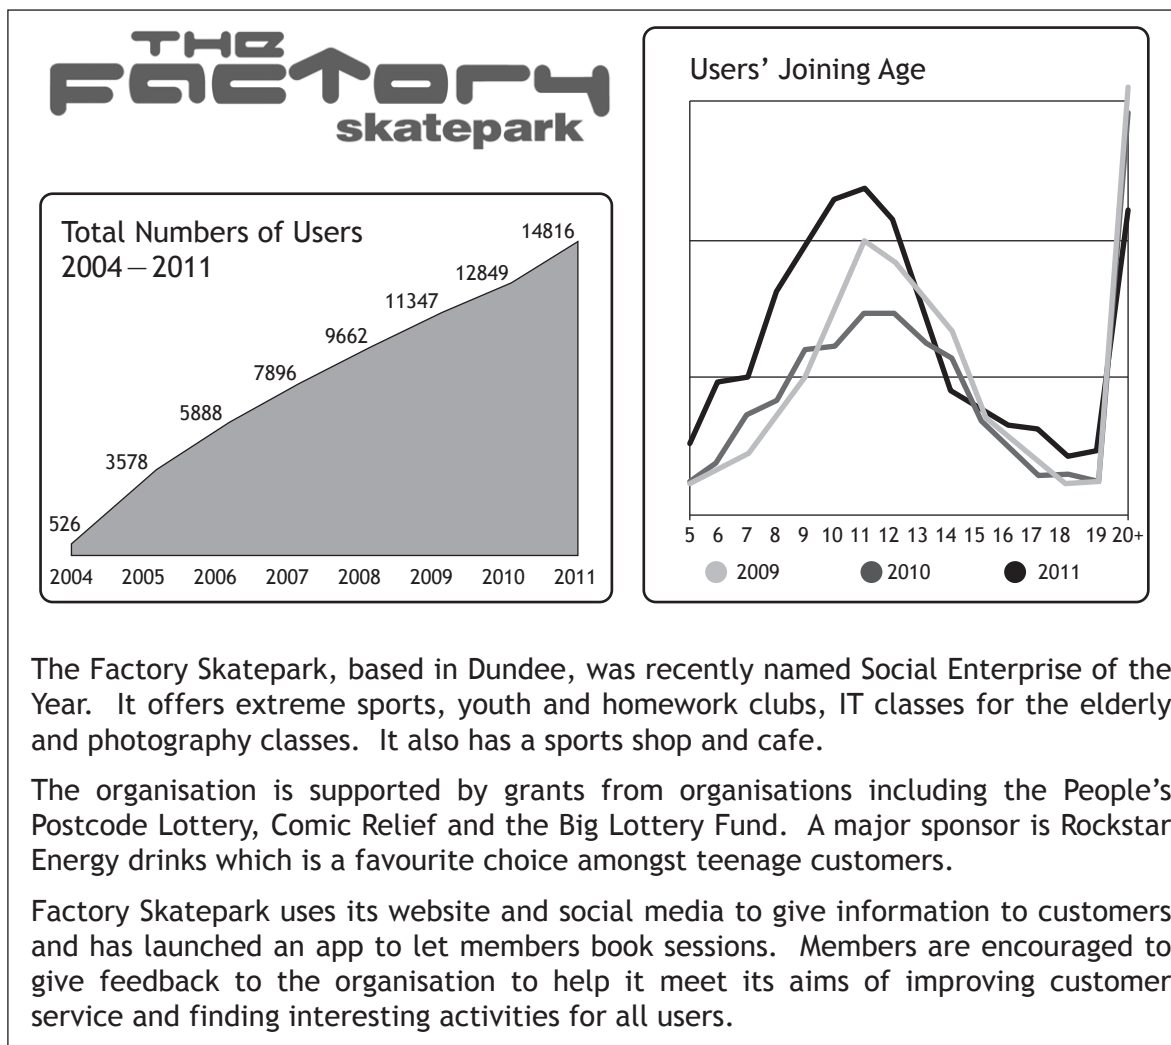 THE
FACTORY
skatepark
Total Numbers of Users
2004 – 2011
526
3578
5888
7896
9662
11347
12849
14816
2004 2005 2006 2007 2008 2009 2010 2011
Users’ Joining Age
5 6 7 8 9 10 11 12 13 14 15 16 17 18 19 20+
2009 2010 2011
The Factory Skatepark, based in Dundee, was recently named Social Enterprise of the
Year. It offers extreme sports, youth and homework clubs, IT classes for the elderly
and photography classes. It also has a sports shop and cafe.
The organisation is supported by grants from organisations including the People’s
Postcode Lottery, Comic Relief and the Big Lottery Fund. A major sponsor is Rockstar
Energy drinks which is a favourite choice amongst teenage customers.
Factory Skatepark uses its website and social media to give information to customers
and has launched an app to let members book sessions. Members are encouraged to
give feedback to the organisation to help it meet its aims of improving customer
service and finding interesting activities for all users.